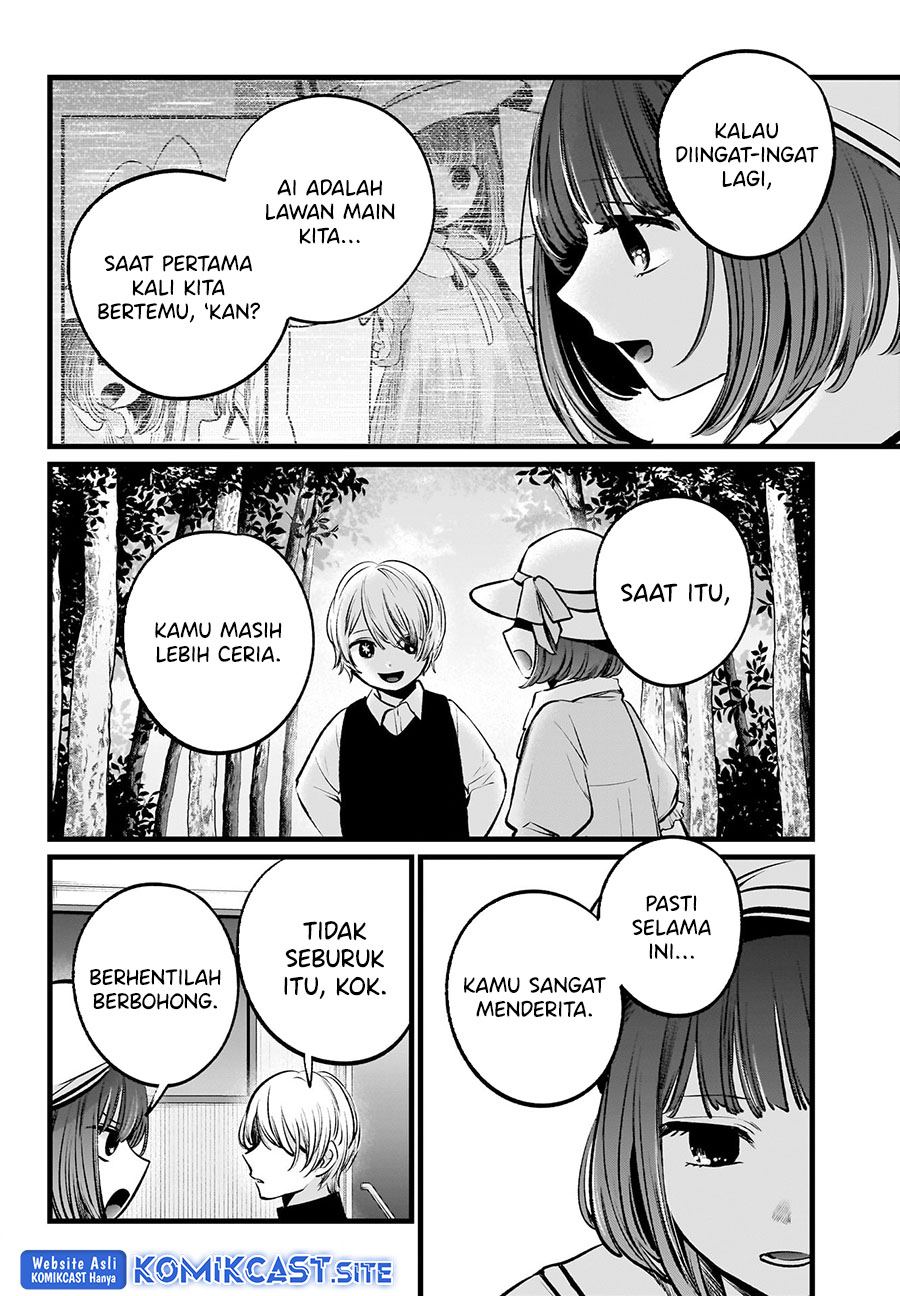 KALAU
DIINGAT-INGAT
LAGI,
AI ADALAH
LAWAN MAIN
KITA...
SAAT PERTAMA
KALI KITA
BERTEMU, 'KAN?
SAAT ITU,
KAMU MASIH
LEBIH CERIA.
PASTI
SELAMA
INI...
KAMU SANGAT
MENDERITA.
TIDAK
SEBURUK
ITU, KOK.
BERHENTILAH
BERBOHONG.
Website Asli
KOMIKCAST Hanya
KOMIKCAST.SITE